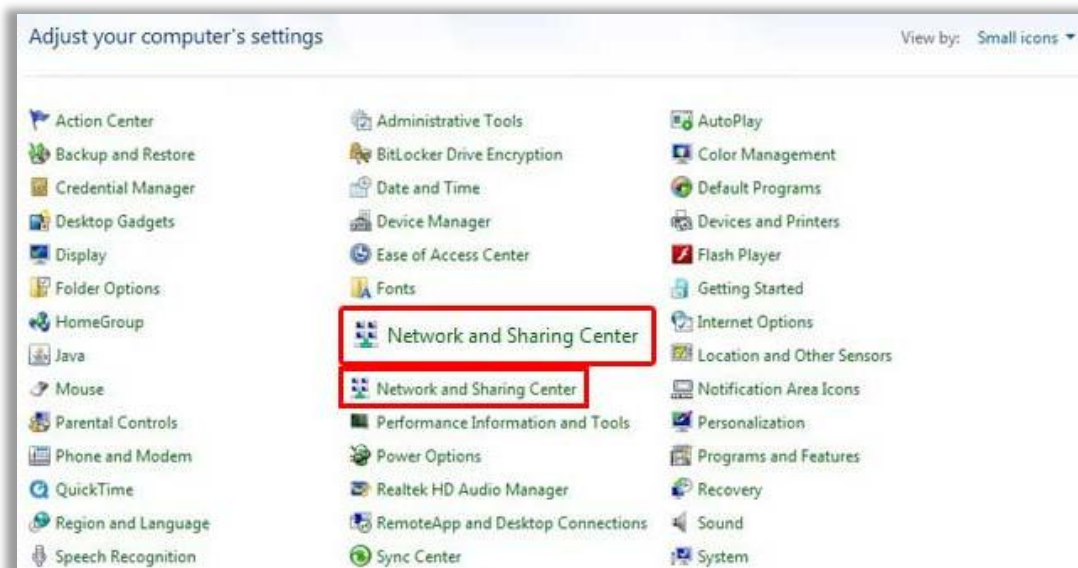 Adjust your computer's settings
View by: Small icons
Action Center
Administrative Tools
AutoPlay
Backup and Restore
BitLocker Drive Encryption
Color Management
Credential Manager
Date and Time
Default Programs
Desktop Gadgets
Device Manager
Devices and Printers
Display
Ease of Access Center
Flash Player
Folder Options
Fonts
Getting Started
HomeGroup
Network and Sharing Center
Internet Options
Java
Location and Other Sensors
Mouse
Network and Sharing Center
Notification Area Icons
Parental Controls
Performance Information and Tools
Personalization
Phone and Modem
Power Options
Programs and Features
QuickTime
Realtek HD Audio Manager
Recovery
Region and Language
RemoteApp and Desktop Connections
Sound
Speech Recognition
Sync Center
System